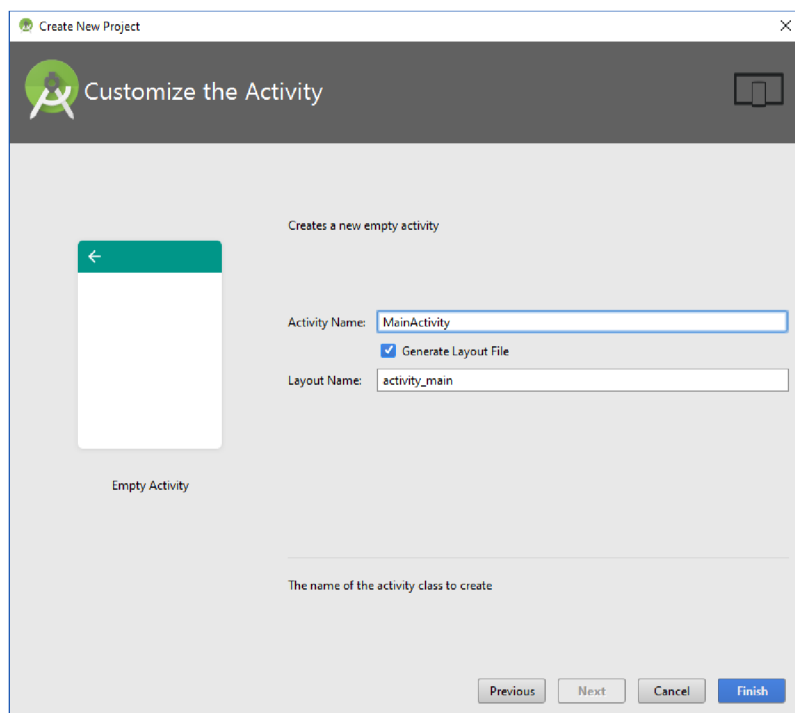 Create New Project
Customize the Activity
Creates a new empty activity
Activity Name: MainActivity
Generate Layout File
Layout Name: activity_main
Empty Activity
The name of the activity class to create
Previous Next Cancel Finish